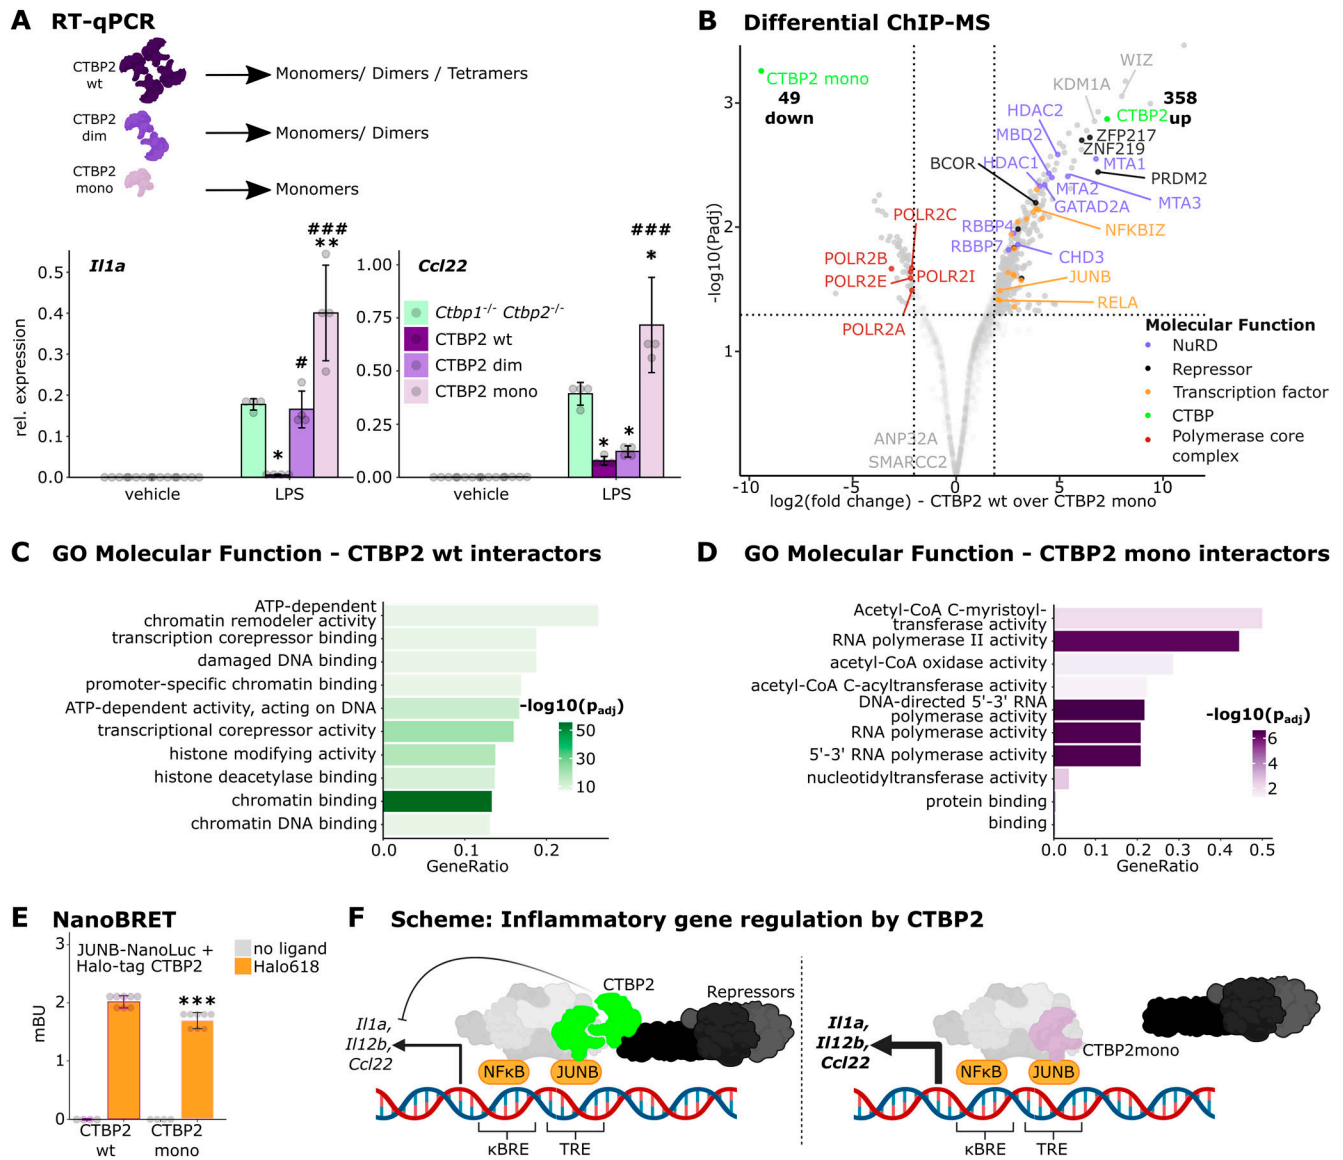 A RT-qPCR
CTBP2
wt
Monomers/ Dimers / Tetramers
CTBP2
dim
Monomers/ Dimers
CTBP2
mono
Monomers
rel. expression
0.5
0.4
0.3
0.2
0.1
0.0
Il1a
*
#
###
**
vehicle
LPS
1.00
0.75
0.50
0.25
0.00
Ccl22
Ctbp1-/- Ctbp2-/-
CTBP2 wt
CTBP2 dim
CTBP2 mono
*
*
###
*
vehicle
LPS
B Differential ChIP-MS
-log10(Padj)
3
2
1
CTBP2 mono
49
down
358
up
WIZ
KDM1A
CTBP2
HDAC2
MBD2
ZFP217
ZNF219
BCOR
HDAC1
MTA1
PRDM2
MTA2
MTA3
GATAD2A
POLR2C
RBBP4
NFKBIZ
RBBP7
CHD3
POLR2B
POLR2E
POLR2I
JUNB
RELA
POLR2A
ANP32A
SMARCC2
Molecular Function
NuRD
Repressor
Transcription factor
CTBP
Polymerase core
complex
-10
-5
0
5
10
log2(fold change) - CTBP2 wt over CTBP2 mono
C GO Molecular Function - CTBP2 wt interactors
ATP-dependent
chromatin remodeler activity
transcription corepressor binding
damaged DNA binding
promoter-specific chromatin binding
ATP-dependent activity, acting on DNA
transcriptional corepressor activity
histone modifying activity
histone deacetylase binding
chromatin binding
chromatin DNA binding
0.0
0.1
0.2
GeneRatio
-log10(padj)
50
30
10
D GO Molecular Function - CTBP2 mono interactors
Acetyl-CoA C-myristoyl-
transferase activity
RNA polymerase II activity
acetyl-CoA oxidase activity
acetyl-CoA C-acyltransferase activity
DNA-directed 5'-3' RNA
polymerase activity
RNA polymerase activity
5'-3' RNA polymerase activity
nucleotidyltransferase activity
protein binding
binding
0.0
0.1
0.2
0.3
0.4
0.5
GeneRatio
-log10(padj)
6
4
2
E NanoBRET
JUNB-NanoLuc +
Halo-tag CTBP2
no ligand
Halo618
mBU
3
2
1
0
***
CTBP2
wt
CTBP2
mono
F Scheme: Inflammatory gene regulation by CTBP2
CTBP2
Repressors
Il1a,
Il12b,
Ccl22
NFκB
JUNB
κBRE
TRE
Il1a,
Il12b,
Ccl22
CTBP2mono
NFκB
JUNB
κBRE
TRE